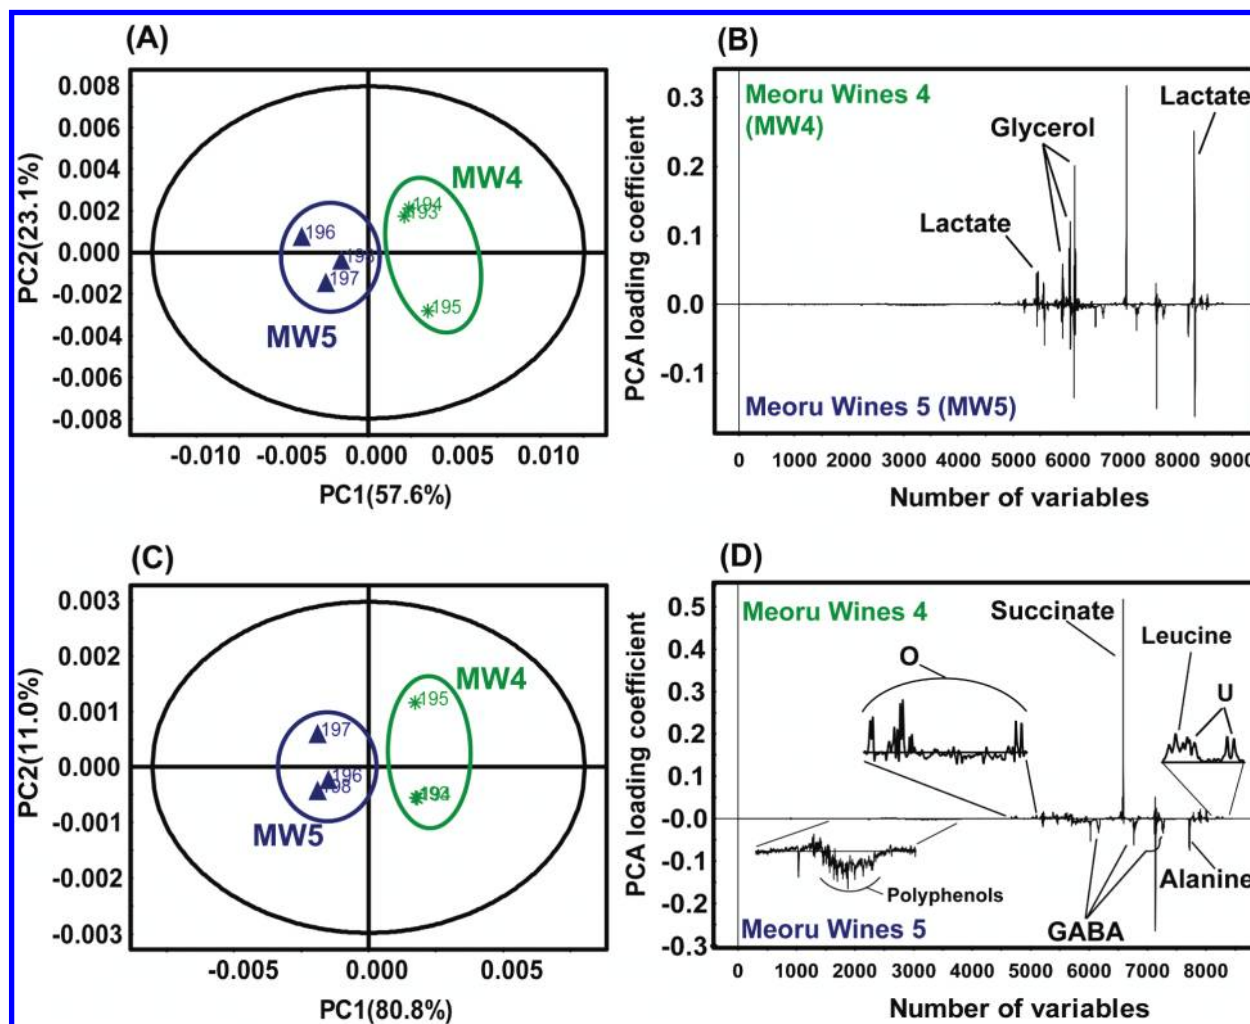 (A)
0.008
0.006
0.004
0.002
0.000
-0.002
-0.004
-0.006
-0.008
PC2(23.1%)
MW4
194
193
196
197
195
MW5
-0.010
-0.005
0.000
0.005
0.010
PC1(57.6%)
(B)
0.3
0.2
0.1
0.0
-0.1
PCA loading coefficient
Meoru Wines 4
(MW4)
Lactate
Glycerol
Lactate
Meoru Wines 5 (MW5)
0
1000
2000
3000
4000
5000
6000
7000
8000
9000
Number of variables
(C)
0.003
0.002
0.001
0.000
-0.001
-0.002
-0.003
PC2(11.0%)
MW4
195
197
196
198
MW5
-0.005
0.000
0.005
PC1(80.8%)
(D)
0.5
0.4
0.3
0.2
0.1
-0.0
-0.1
-0.2
-0.3
PCA loading coefficient
Meoru Wines 4
Succinate
Leucine
O
U
Polyphenols
Alanine
GABA
Meoru Wines 5
0
1000
2000
3000
4000
5000
6000
7000
8000
Number of variables